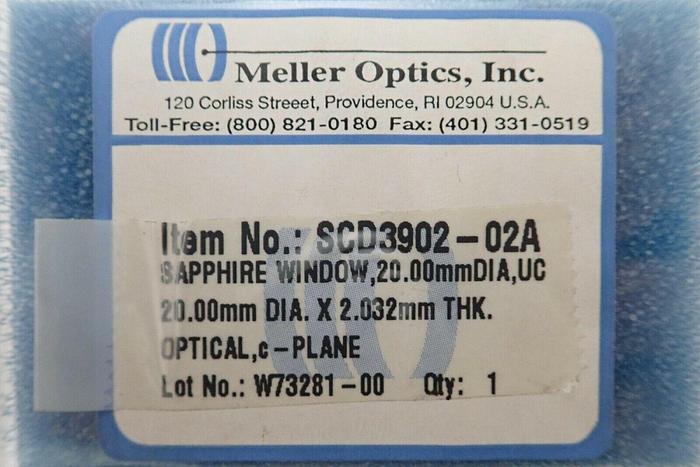 Meller Optics, Inc.
120 Corliss Streeet, Providence, RI 02904 U.S.A.
Toll-Free: (800) 821-0180 Fax: (401) 331-0519
Item No.: SCD3902-02A
SAPPHIRE WINDOW,20.00mmDIA,UC
20.00mm DIA. X 2.032mm THK.
OPTICAL,c-PLANE
Lot No.: W73281-00 Qty: 1